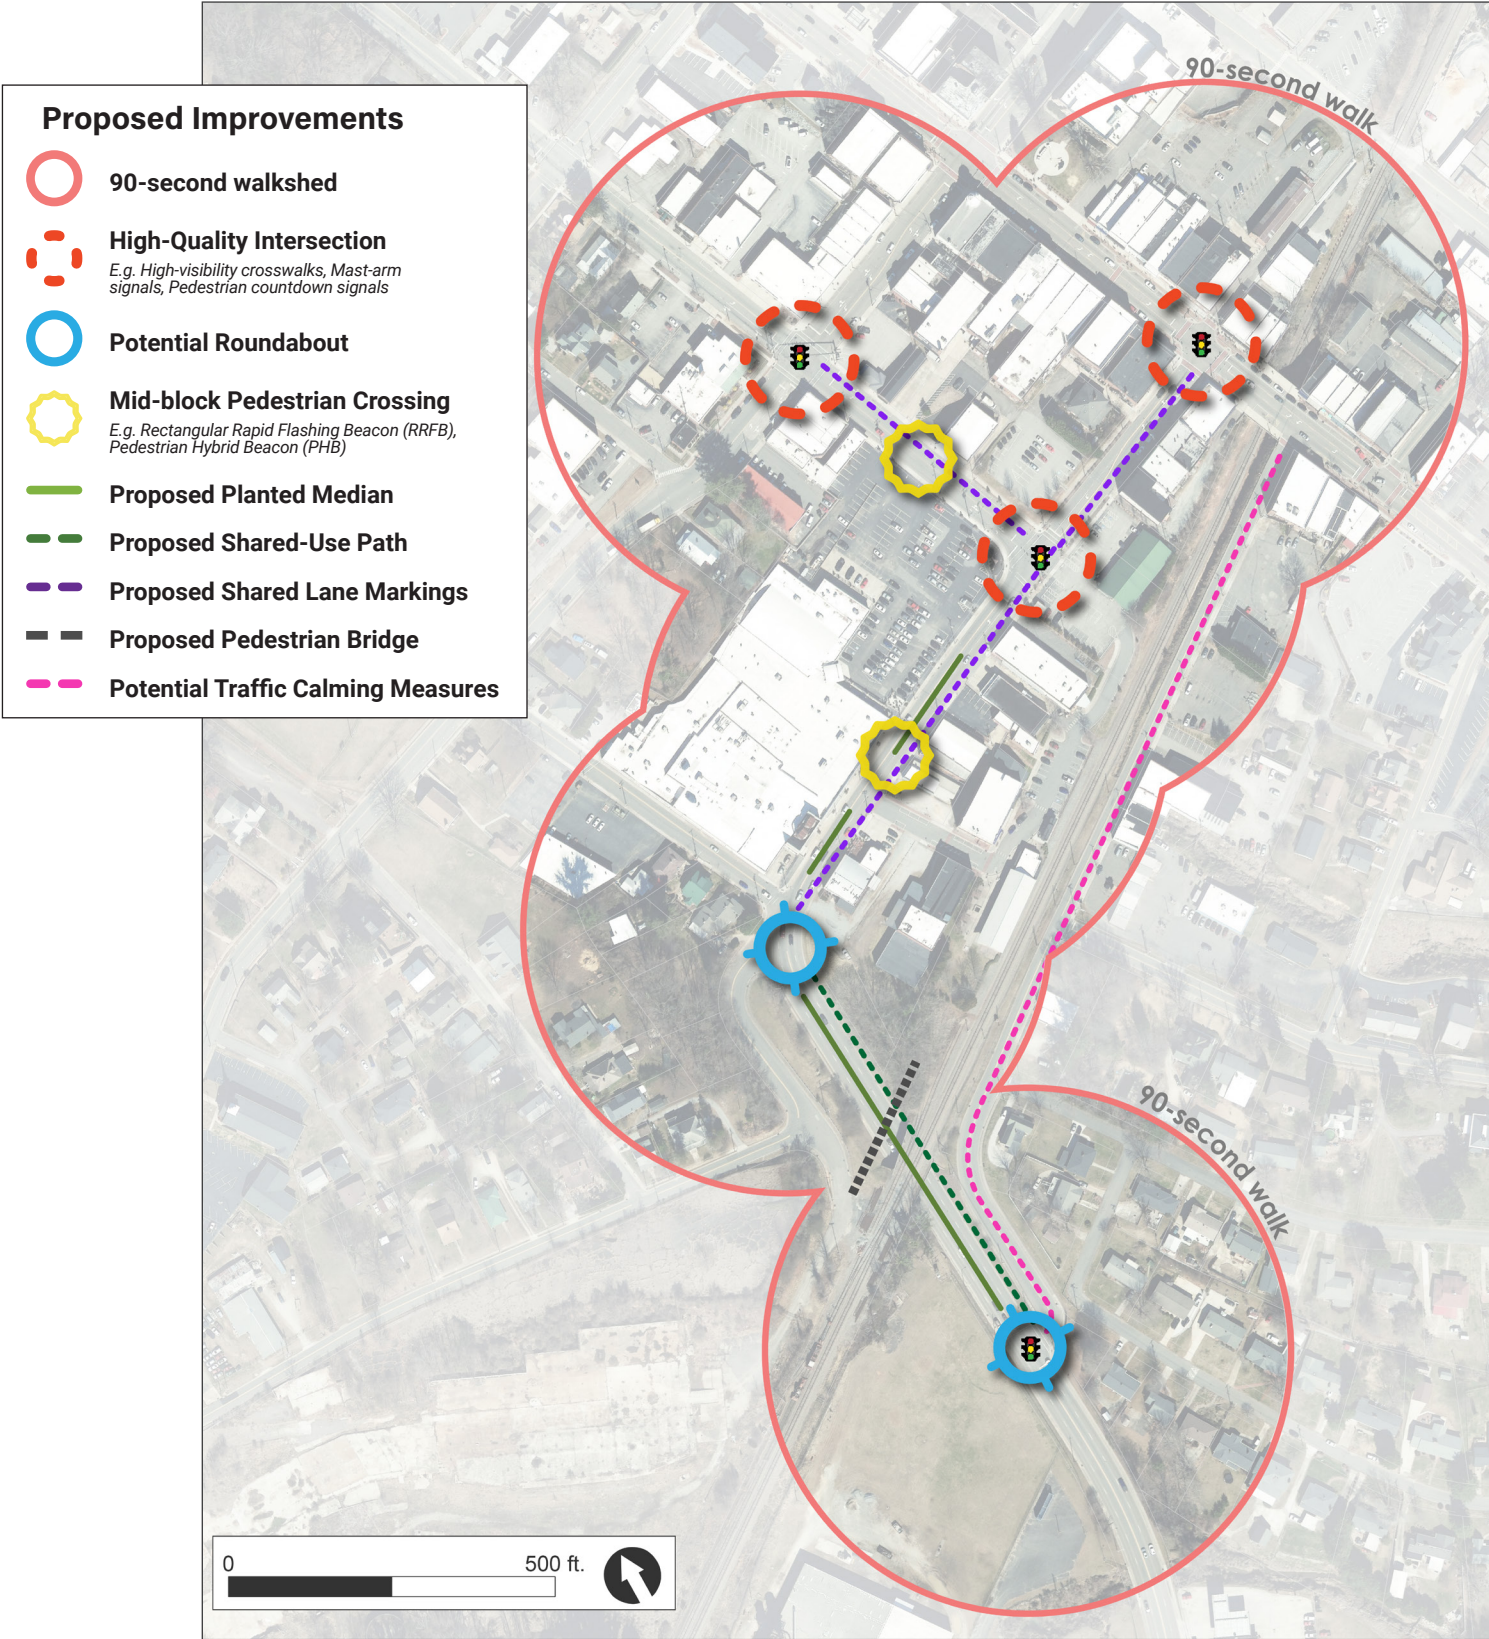 90-second walk
Proposed Improvements
90-second walkshed
High-Quality Intersection
E.g. High-visibility crosswalks, Mast-arm
signals, Pedestrian countdown signals
Potential Roundabout
Mid-block Pedestrian Crossing
E.g. Rectangular Rapid Flashing Beacon (RRFB),
Pedestrian Hybrid Beacon (PHB)
Proposed Planted Median
Proposed Shared-Use Path
Proposed Shared Lane Markings
Proposed Pedestrian Bridge
Potential Traffic Calming Measures
90-second walk
0 500 ft.